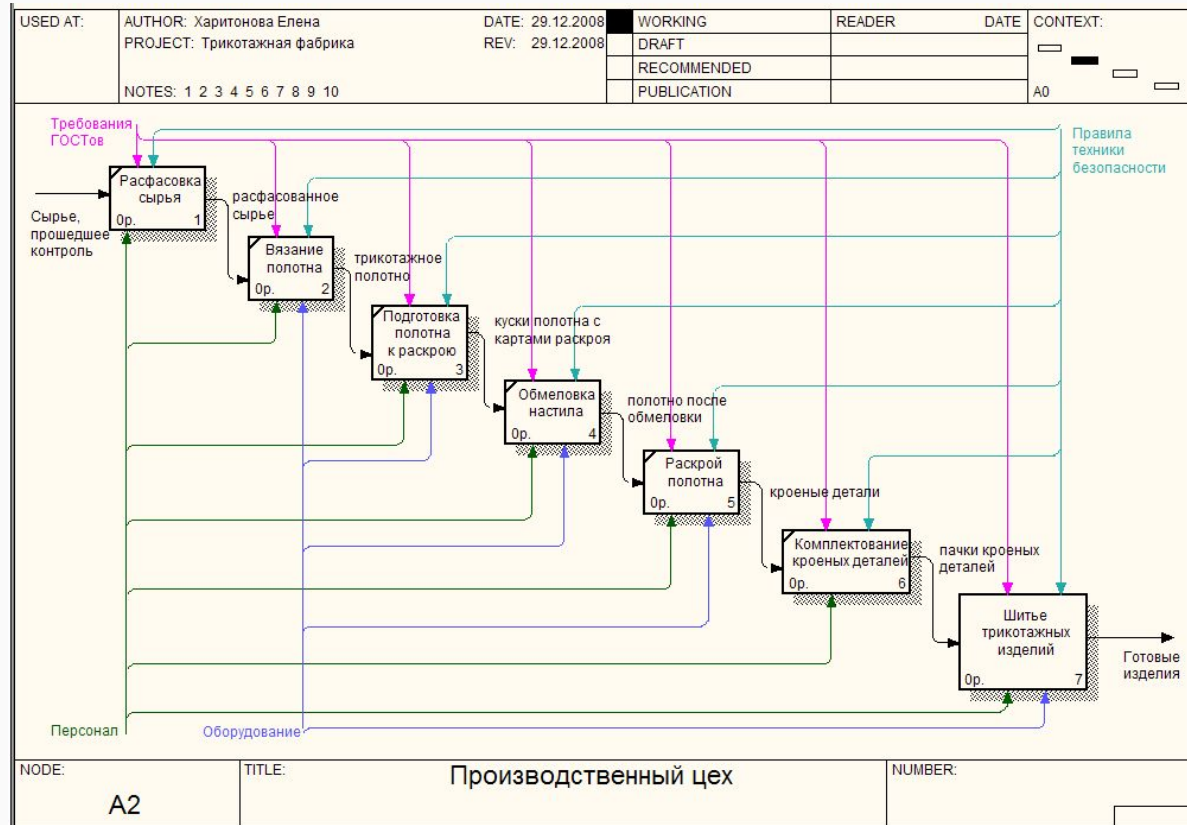 USED AT:
AUTHOR: Харитонова Елена
DATE: 29.12.2008
WORKING
READER
DATE
CONTEXT:
PROJECT: Трикотажная фабрика
REV: 29.12.2008
DRAFT
RECOMMENDED
NOTES: 1 2 3 4 5 6 7 8 9 10
PUBLICATION
A0
Требования
ГОСТов
Правила
техники
безопасности
Сырье,
прошедшее
контроль
Расфасовка
сырья
0р. 1
расфасованное
сырье
Вязание
полотна
0р. 2
трикотажное
полотно
Подготовка
полотна
к раскрою
0р. 3
куски полотна с
картами раскроя
Обмеловка
настила
0р. 4
полотно после
обмеловки
Раскрой
полотна
0р. 5
кроеные детали
Комплектование
кроеных деталей
0р. 6
пачки кроеных
деталей
Шитье
трикотажных
изделий
0р. 7
Готовые
изделия
Персонал
Оборудование
NODE:
A2
TITLE:
Производственный цех
NUMBER: